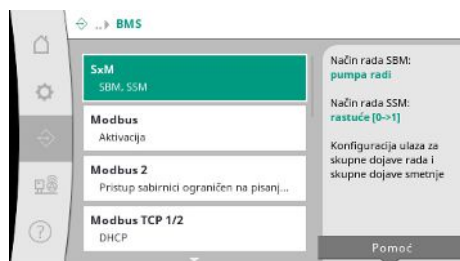 ..▸ BMS
SxM
SBM, SSM
Modbus
Aktivacija
Modbus 2
Pristup sabirnici ograničen na pisanj...
Modbus TCP 1/2
DHCP
Način rada SBM:
pumpa radi
Način rada SSM:
rastuće [0->1]
Konfiguracija ulaza za
skupne dojave rada i
skupne dojave smetnje
Pomoć